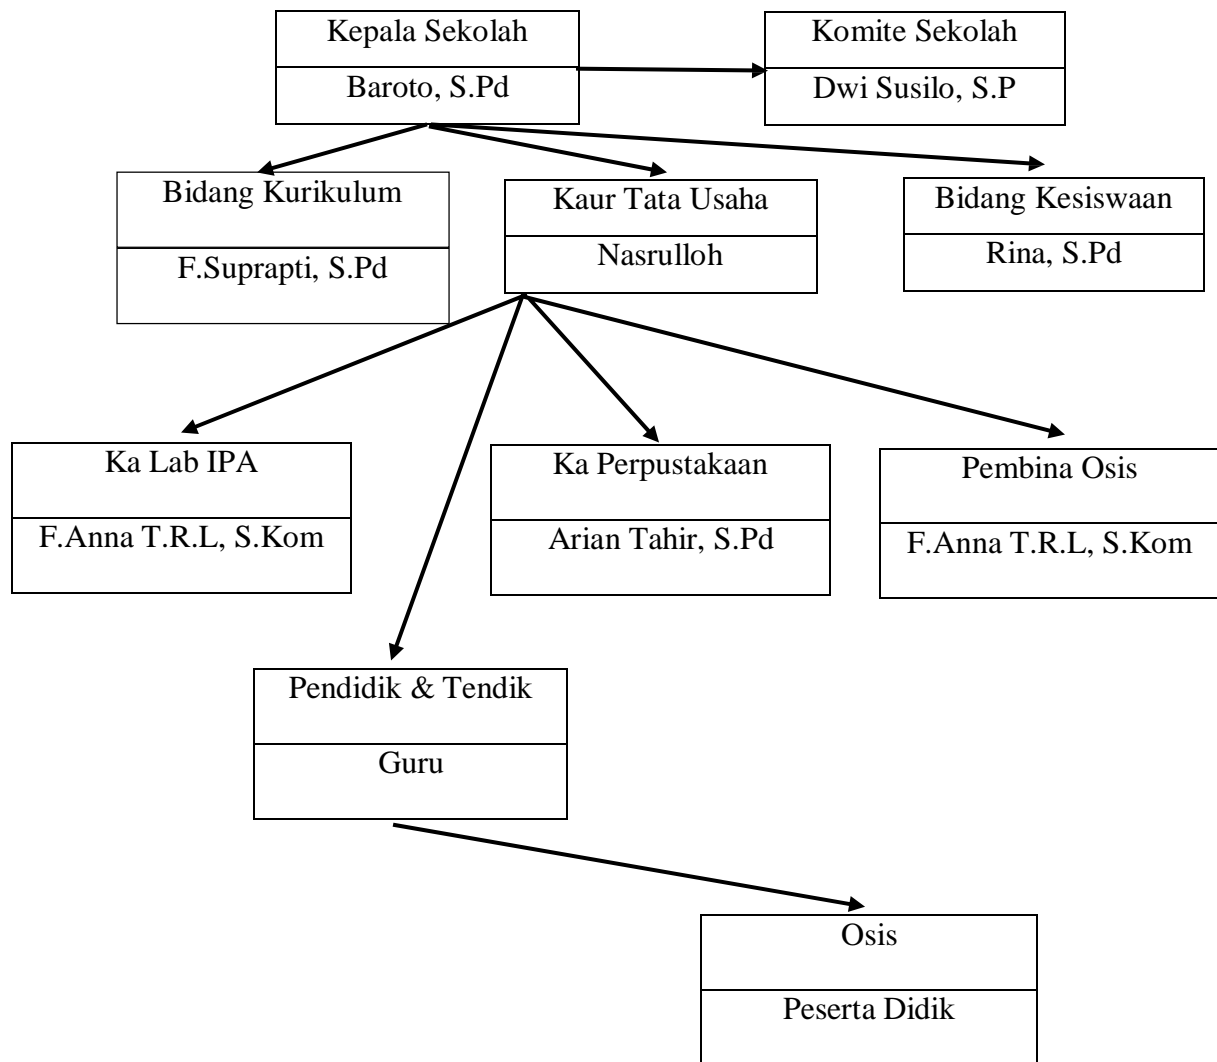 Kepala Sekolah
Baroto, S.Pd
Komite Sekolah
Dwi Susilo, S.P
Bidang Kurikulum
F.Suprapti, S.Pd
Kaur Tata Usaha
Nasrulloh
Bidang Kesiswaan
Rina, S.Pd
Ka Lab IPA
F.Anna T.R.L, S.Kom
Ka Perpustakaan
Arian Tahir, S.Pd
Pembina Osis
F.Anna T.R.L, S.Kom
Pendidik & Tendik
Guru
Osis
Peserta Didik